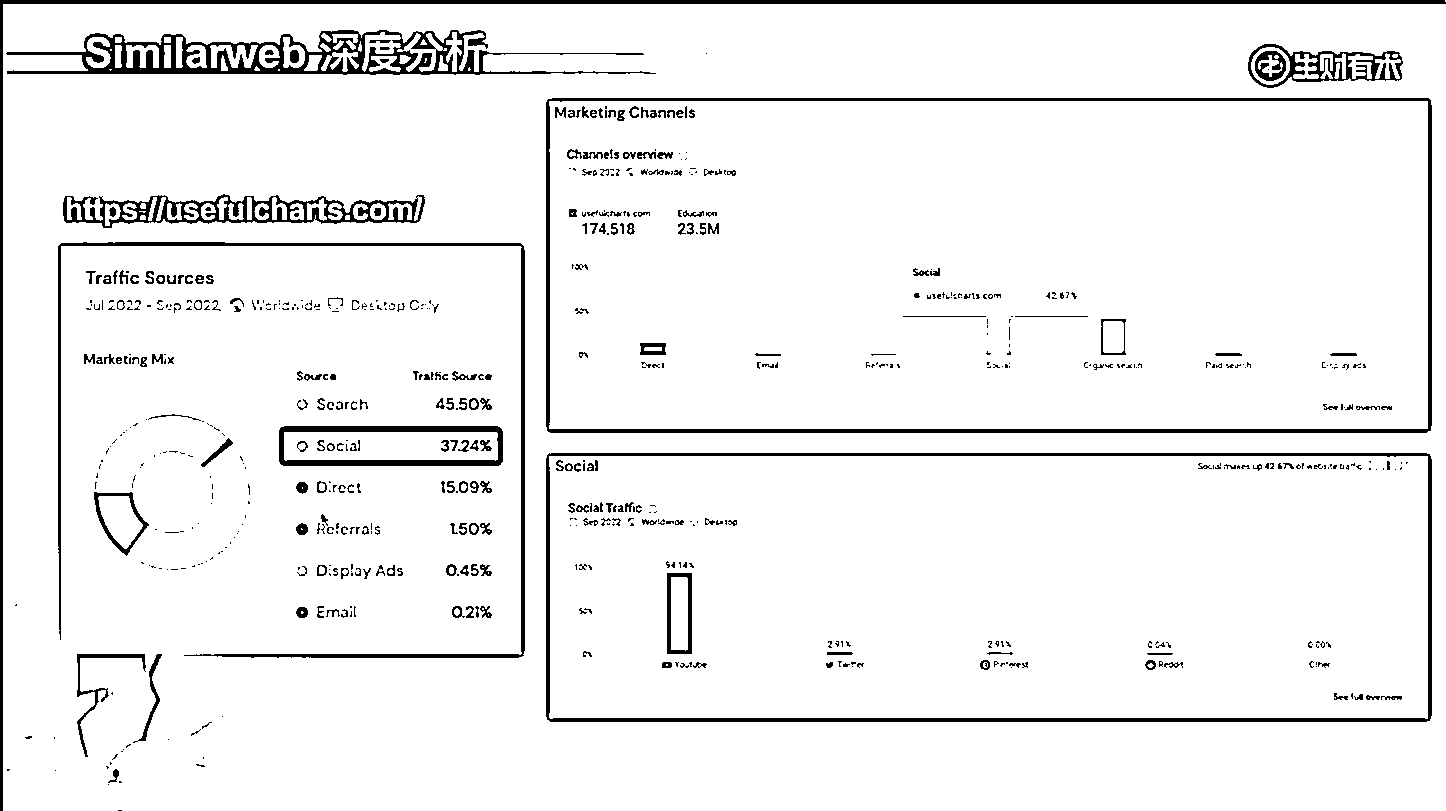 Similarweb 深度分析
生财有术
https://usefulcharts.com/
Traffic Sources
Jul 2022 - Sep 2022, Worldwide Desktop Only
Marketing Mix
Source Traffic Source
Search 45.50%
Social 37.24%
Direct 15.09%
Referrals 1.50%
Display Ads 0.45%
Email 0.21%
Marketing Channels
Channels overview
Sep 2022 Worldwide Desktop
usefulcharts.com Education
174,518 23.5M
100%
50%
0%
Social
usefulcharts.com 42.67%
Direct Email Referrals Social Organic search Paid search Display ads
See full overview
Social
Social makes up 42.67% of website traffic
Social Traffic
Sep 2022 Worldwide Desktop
100%
50%
0%
94.14% 2.91% 2.91% 0.04% 0.00%
Youtube Twitter Pinterest Reddit Other
See full overview